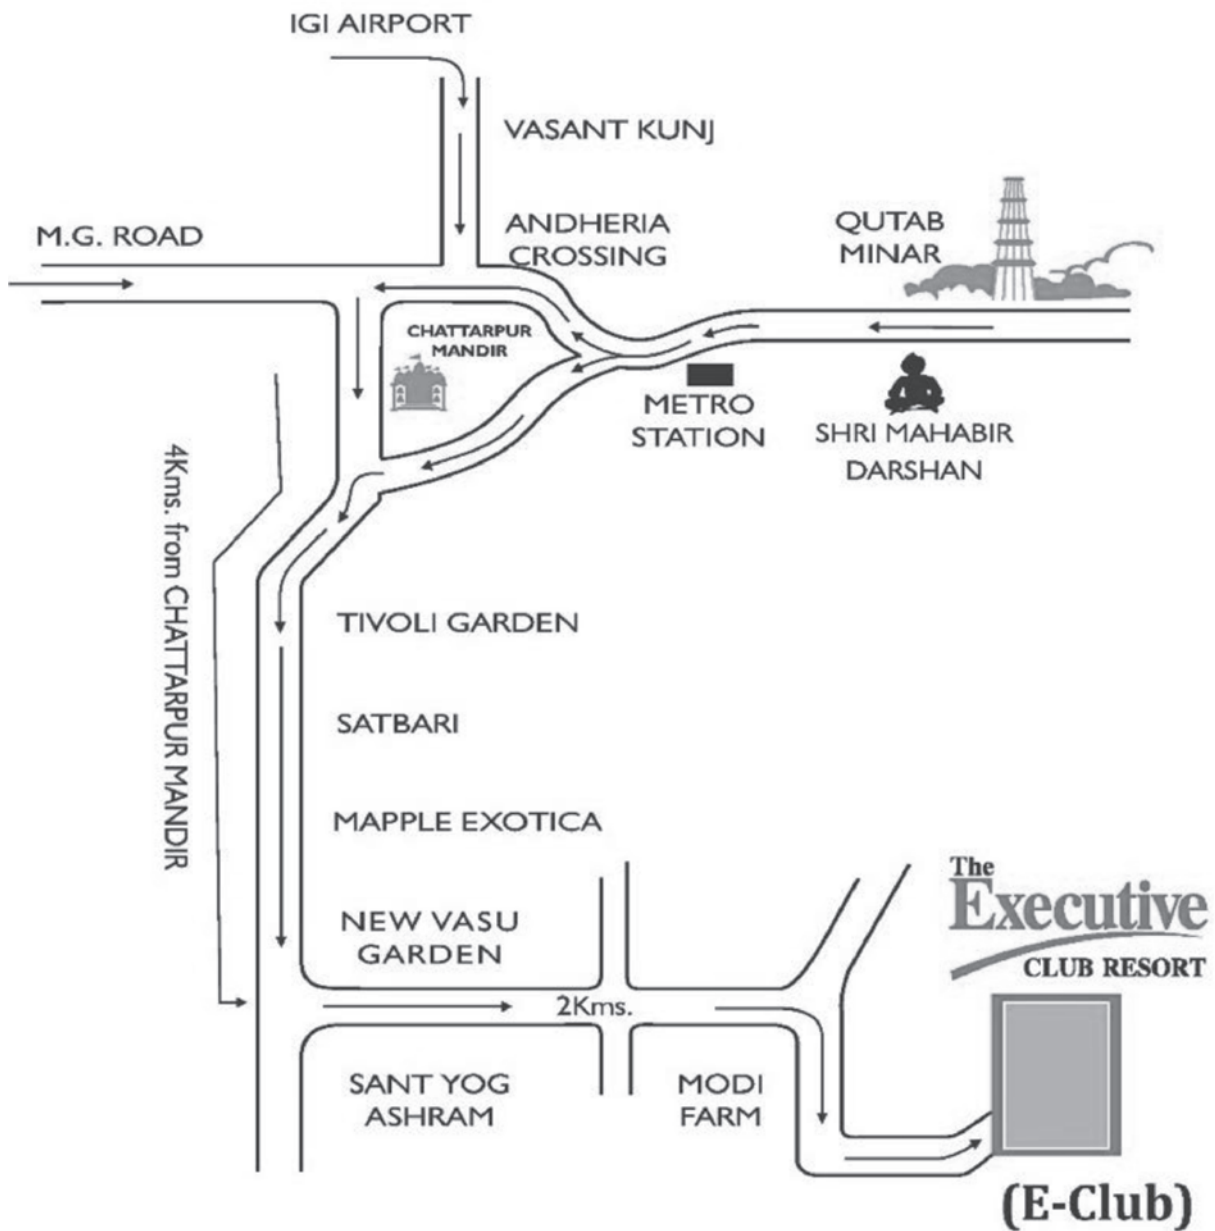 IGI AIRPORT
VASANT KUNJ
M.G. ROAD
ANDHERIA
CROSSING
QUTAB
MINAR
CHATTARPUR
MANDIR
METRO
STATION
SHRI MAHABIR
DARSHAN
4Kms. from CHATTARPUR MANDIR
TIVOLI GARDEN
SATBARI
MAPPLE EXOTICA
NEW VASU
GARDEN
2Kms.
SANT YOG
ASHRAM
MODI
FARM
The
Executive
CLUB RESORT
(E-Club)